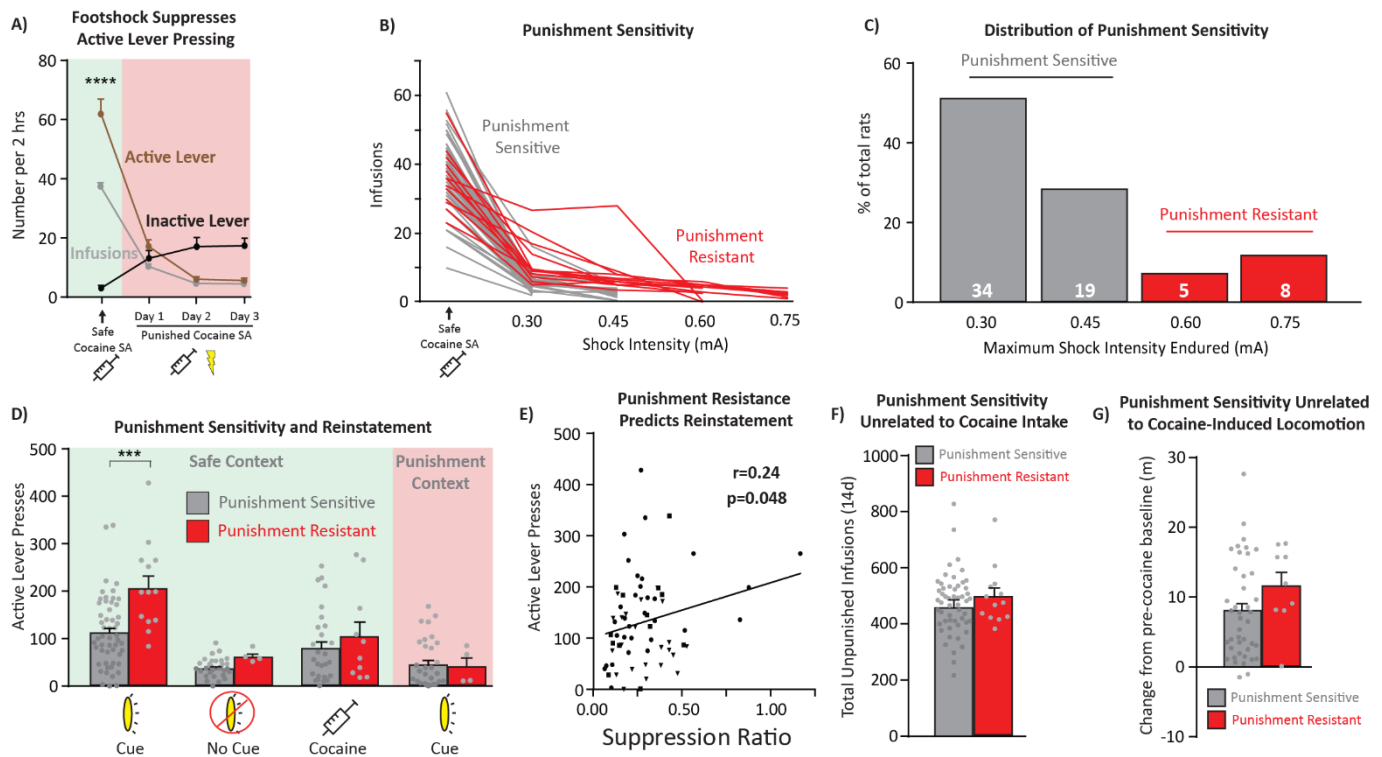 A)
Footshock Suppresses
Active Lever Pressing
Number per 2 hrs
80
60
40
20
0
****
Active Lever
Inactive Lever
Infusions
Safe
Cocaine SA
Day 1
Day 2
Day 3
Punished Cocaine SA
B)
Punishment Sensitivity
Infusions
60
40
20
0
Punishment
Sensitive
Punishment
Resistant
Safe
Cocaine SA
0.30
0.45
0.60
0.75
Shock Intensity (mA)
C)
Distribution of Punishment Sensitivity
% of total rats
60
40
20
0
Punishment Sensitive
Punishment Resistant
34
19
5
8
0.30
0.45
0.60
0.75
Maximum Shock Intensity Endured (mA)
D)
Punishment Sensitivity and Reinstatement
Active Lever Presses
500
400
300
200
100
0
***
Safe Context
Punishment
Context
Punishment Sensitive
Punishment Resistant
Cue
No Cue
Cocaine
Cue
E)
Punishment Resistance
Predicts Reinstatement
Active Lever Presses
500
400
300
200
100
0
r=0.24
p=0.048
0.00
0.50
1.00
Suppression Ratio
F)
Punishment Sensitivity
Unrelated to Cocaine Intake
Total Unpunished Infusions (14d)
1000
800
600
400
200
0
Punishment Sensitive
Punishment Resistant
G)
Punishment Sensitivity Unrelated
to Cocaine-Induced Locomotion
Change from pre-cocaine baseline (m)
30
20
10
0
-10
Punishment Sensitive
Punishment Resistant